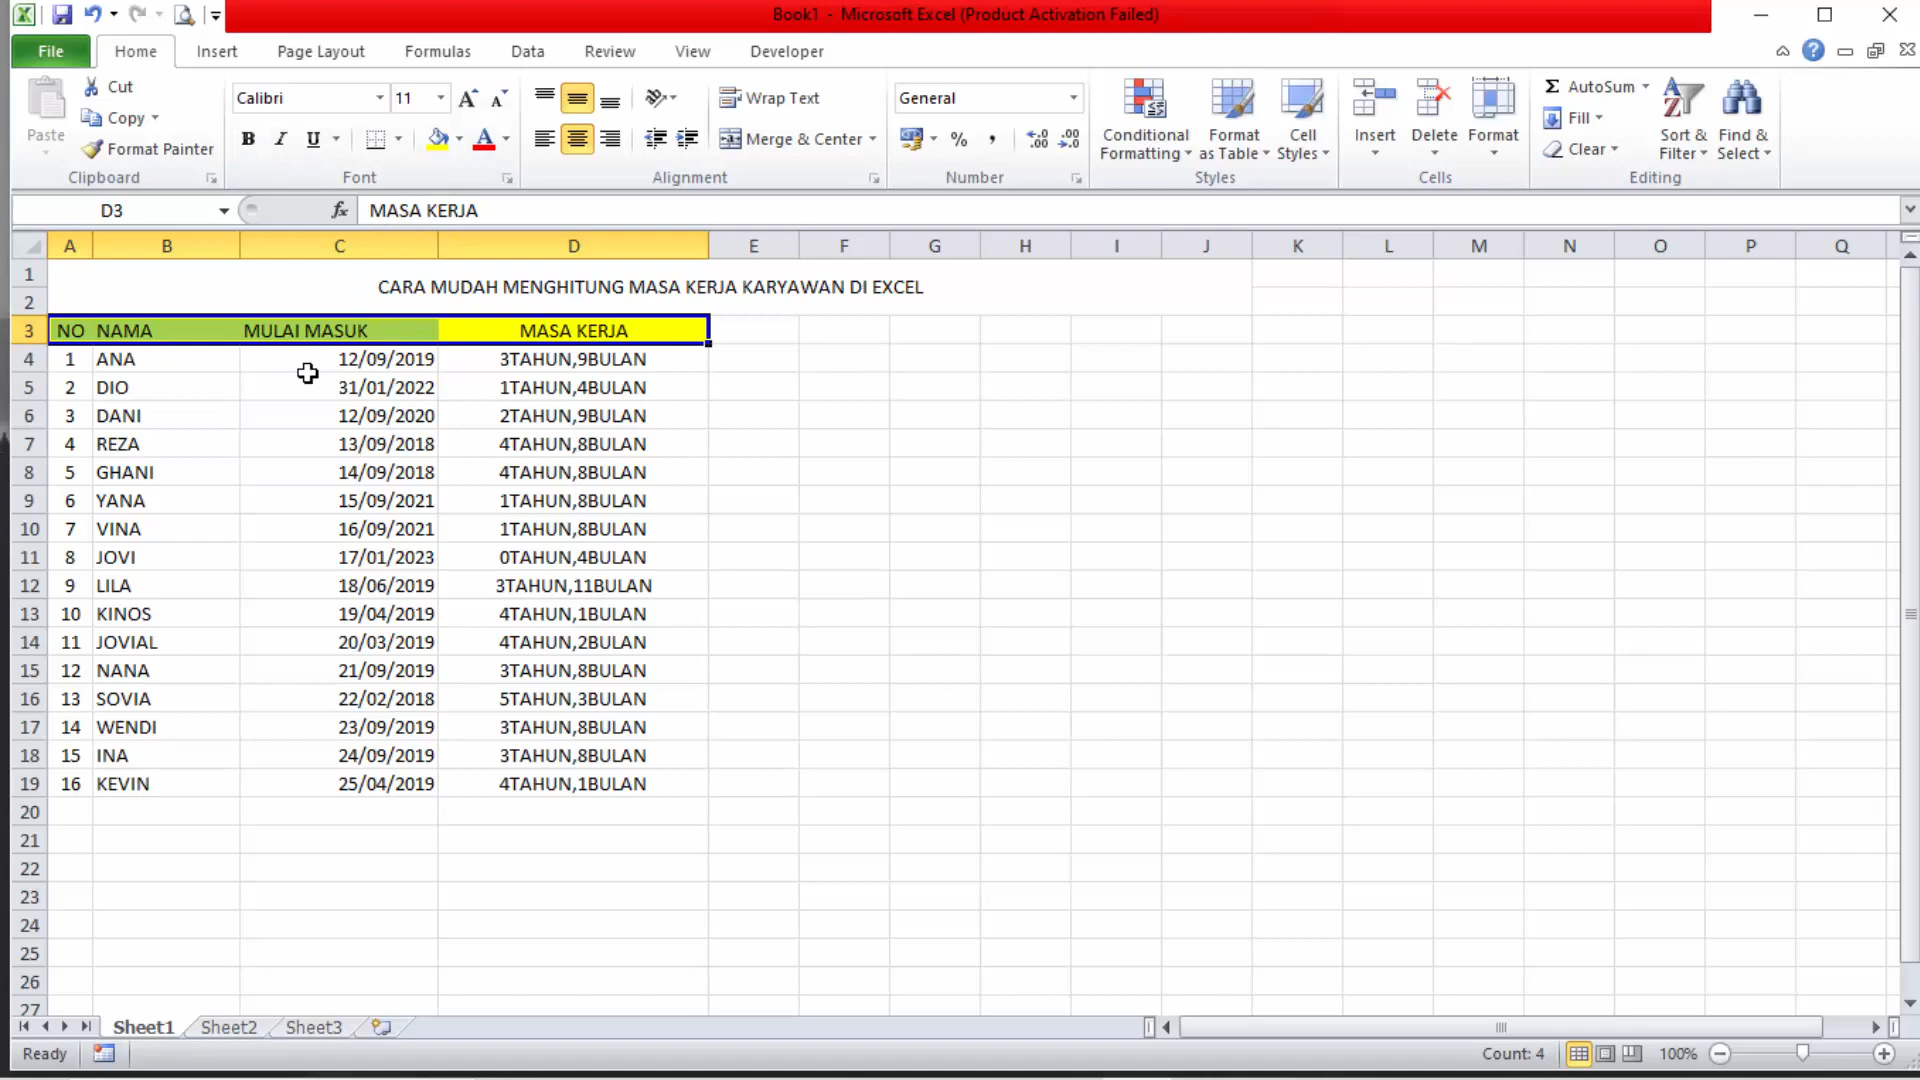 Book1 - Microsoft Excel (Product Activation Failed)
File Home Insert Page Layout Formulas Data Review View Developer
Paste Cut Copy Format Painter
Calibri 11
B I U A
Wrap Text
Merge & Center
General
% ,
Conditional Formatting
Format as Table
Cell Styles
Insert Delete Format
Σ AutoSum
Fill
Clear
Sort & Filter
Find & Select
Clipboard Font Alignment Number Styles Cells Editing
D3 fx MASA KERJA
A B C D E F G H I J K L M N O P Q
1 CARA MUDAH MENGHITUNG MASA KERJA KARYAWAN DI EXCEL
2
3 NO NAMA MULAI MASUK MASA KERJA
4 1 ANA 12/09/2019 3TAHUN,9BULAN
5 2 DIO 31/01/2022 1TAHUN,4BULAN
6 3 DANI 12/09/2020 2TAHUN,9BULAN
7 4 REZA 13/09/2018 4TAHUN,8BULAN
8 5 GHANI 14/09/2018 4TAHUN,8BULAN
9 6 YANA 15/09/2021 1TAHUN,8BULAN
10 7 VINA 16/09/2021 1TAHUN,8BULAN
11 8 JOVI 17/01/2023 0TAHUN,4BULAN
12 9 LILA 18/06/2019 3TAHUN,11BULAN
13 10 KINOS 19/04/2019 4TAHUN,1BULAN
14 11 JOVIAL 20/03/2019 4TAHUN,2BULAN
15 12 NANA 21/09/2019 3TAHUN,8BULAN
16 13 SOVIA 22/02/2018 5TAHUN,3BULAN
17 14 WENDI 23/09/2019 3TAHUN,8BULAN
18 15 INA 24/09/2019 3TAHUN,8BULAN
19 16 KEVIN 25/04/2019 4TAHUN,1BULAN
20
21
22
23
24
25
26
27
Sheet1 Sheet2 Sheet3
Ready Count: 4 100%